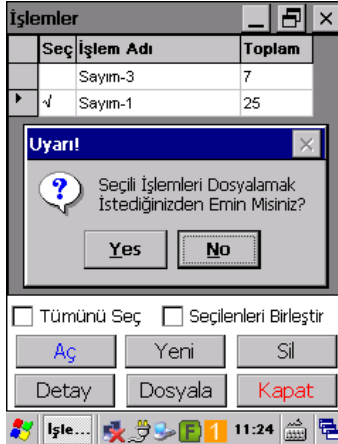 İşlemler
Seç İşlem Adı Toplam
Sayım-3 7
√ Sayım-1 25
Uyarı!
Seçili İşlemleri Dosyalamak
İstediğinizden Emin Misiniz?
Yes No
Tümünü Seç Seçilenleri Birleştir
Aç Yeni Sil
Detay Dosyala Kapat
İşle... F 1 11:24